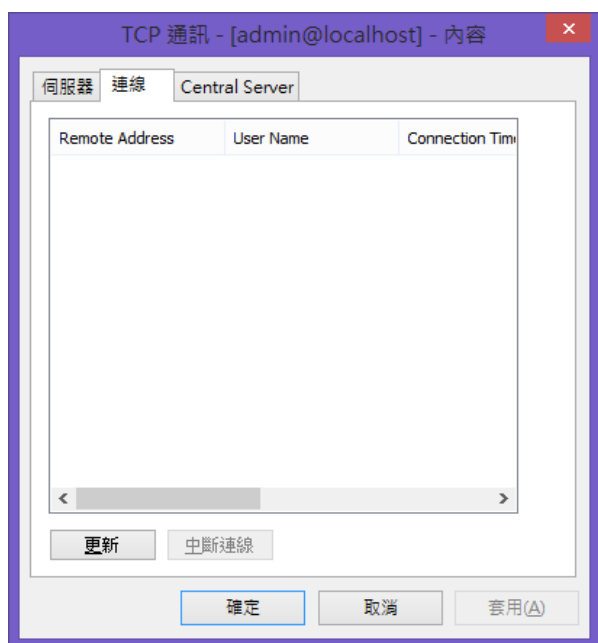 TCP 通訊 - [admin@localhost] - 內容
伺服器 連線 Central Server
Remote Address User Name Connection Tim
更新 中斷連線
確定 取消 套用(A)